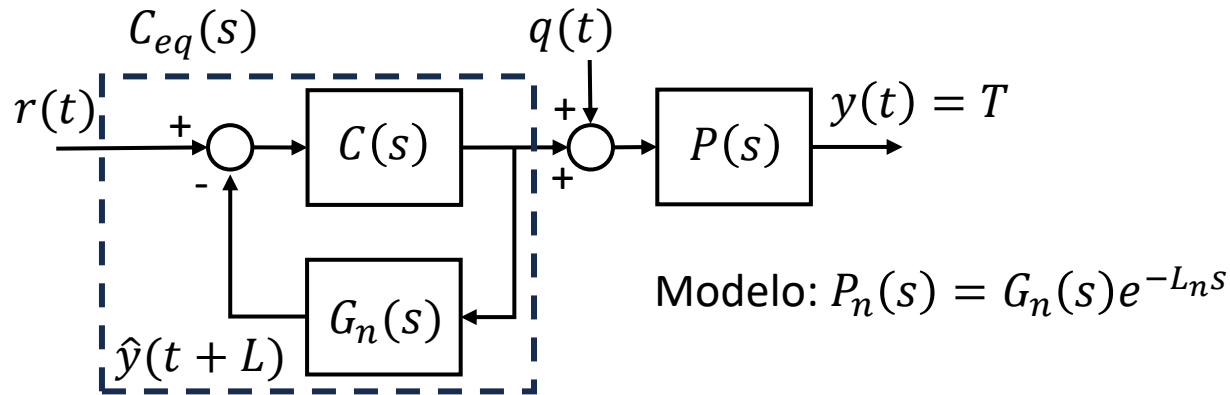 C_{eq}(s)
q(t)
r(t)
+
-
C(s)
+
+
P(s)
y(t) = T
G_n(s)
ŷ(t + L)
Modelo: P_n(s) = G_n(s)e^{-L_n s}